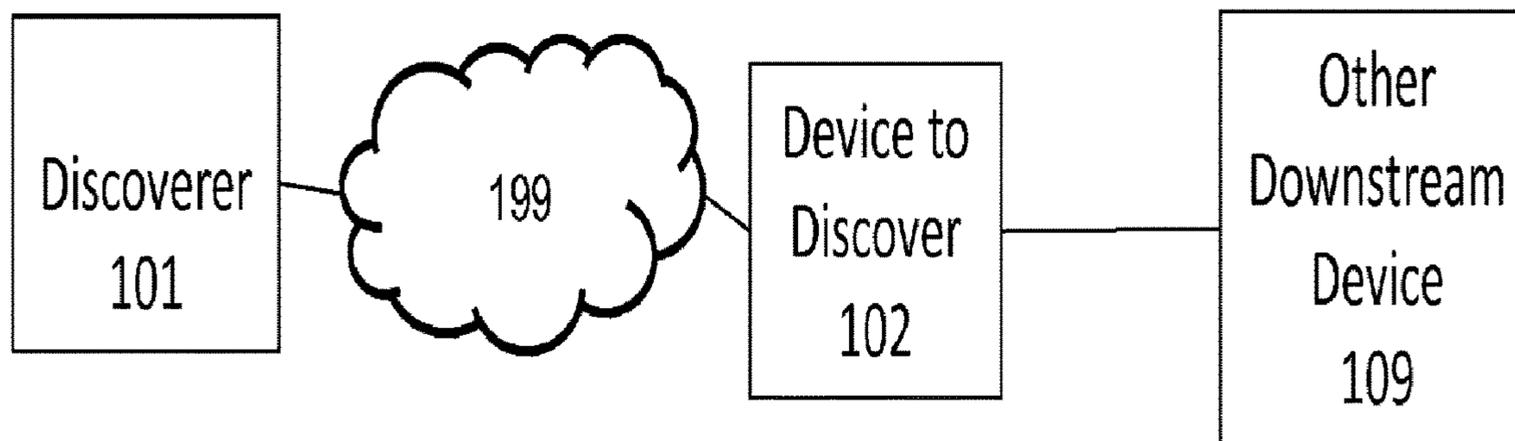 Discoverer
101
199
Device to
Discover
102
Other
Downstream
Device
109